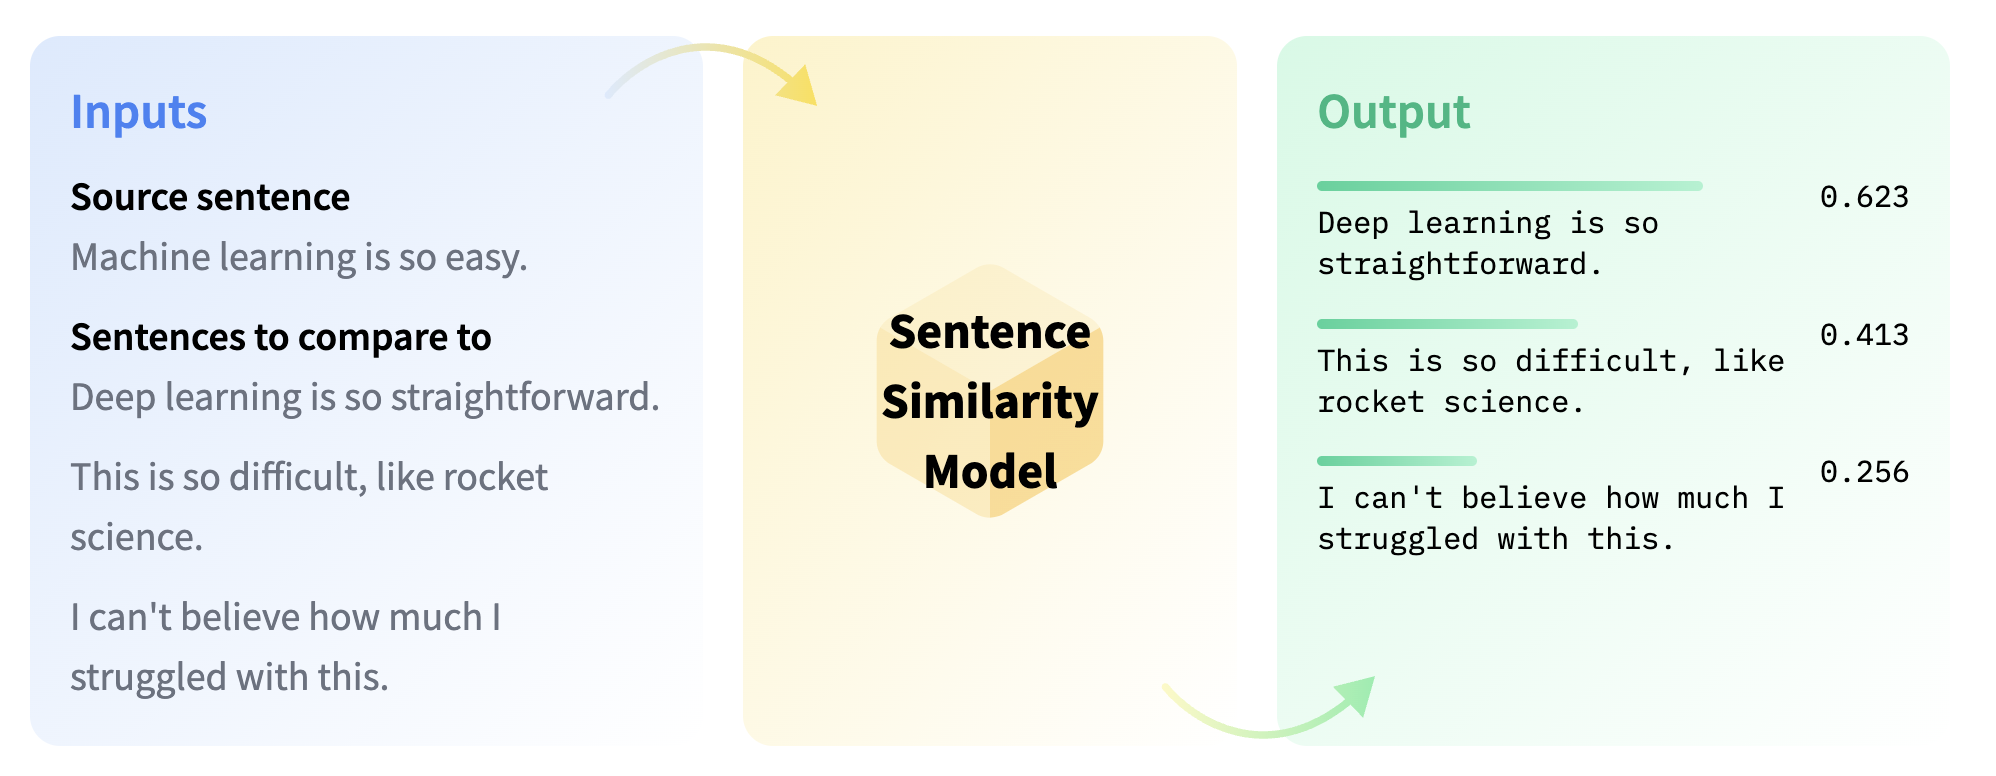 Inputs
Source sentence
Machine learning is so easy.
Sentences to compare to
Deep learning is so straightforward.
This is so difficult, like rocket
science.
I can't believe how much I
struggled with this.
Sentence
Similarity
Model
Output
Deep learning is so
straightforward.
0.623
This is so difficult, like
rocket science.
0.413
I can't believe how much I
struggled with this.
0.256